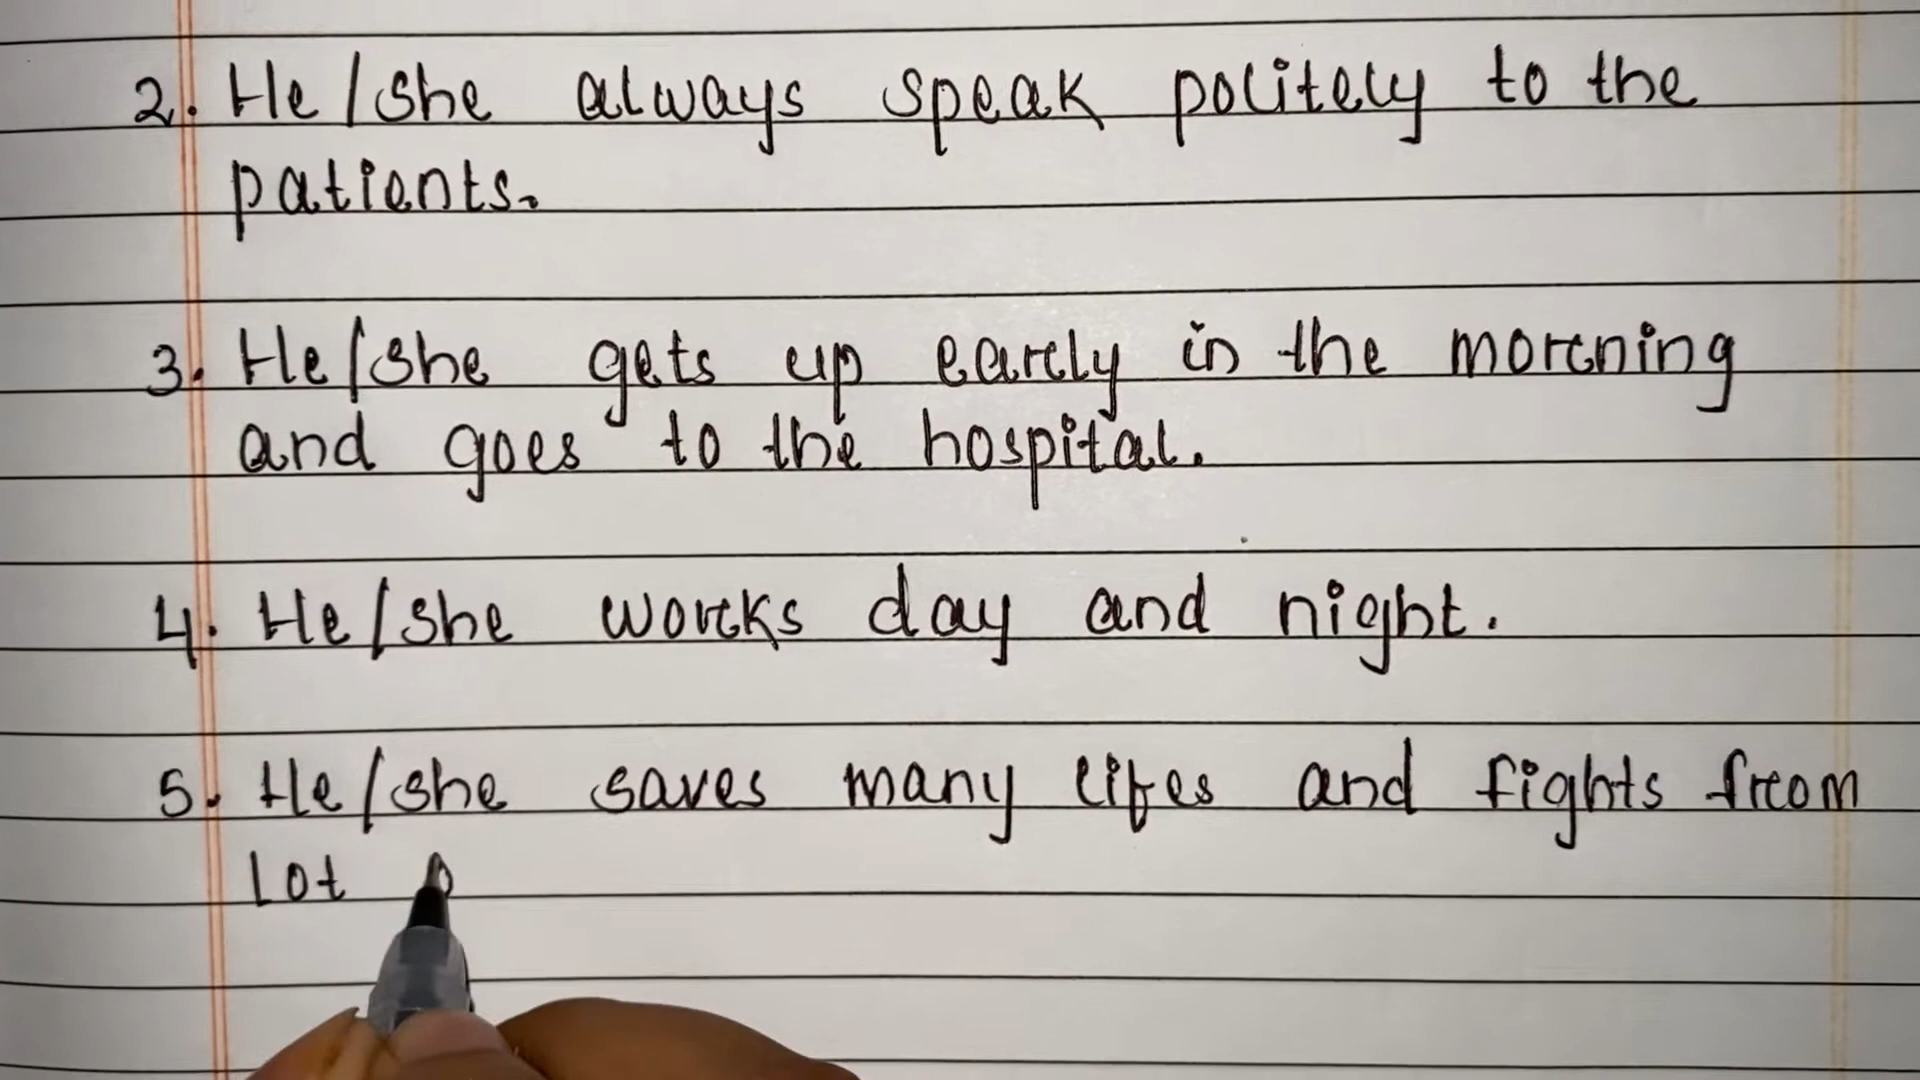 2. He/she always speak politely to the
patients.
3. He/she gets up early in the morning
and goes to the hospital.
4. He/she works day and night.
5. He/she saves many lifes and fights from
Lot